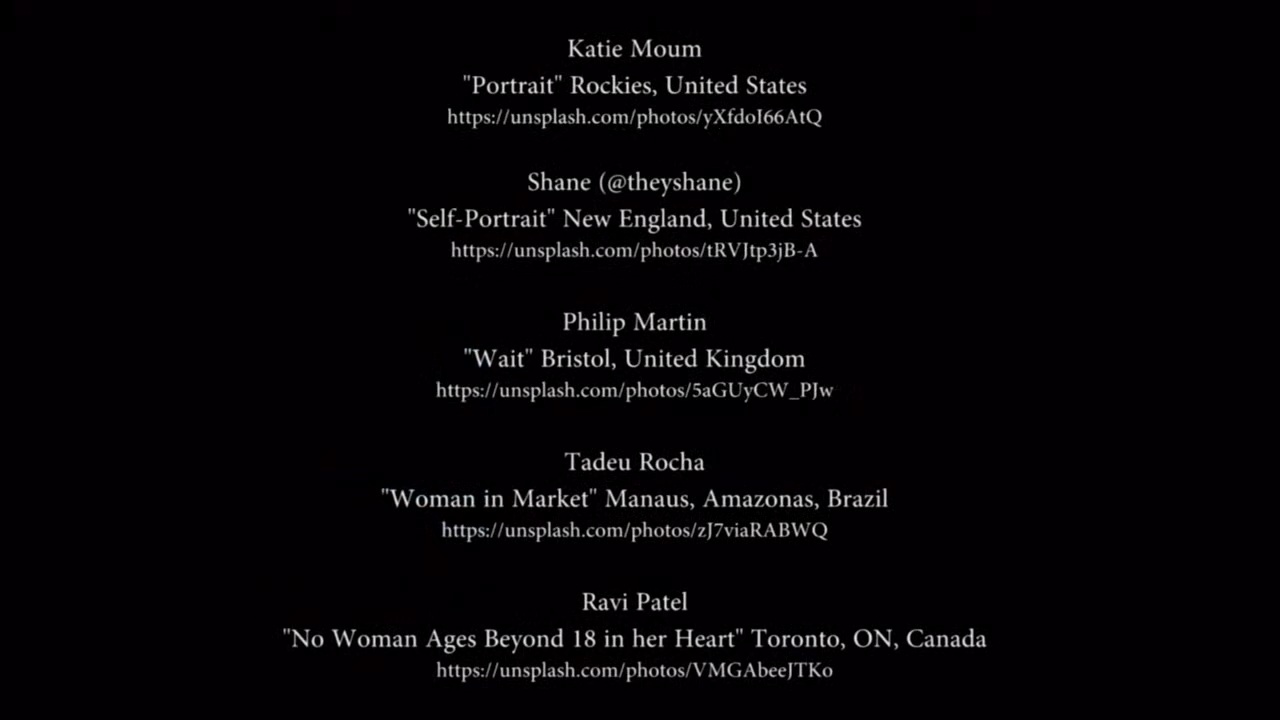 Katie Moum
"Portrait" Rockies, United States
https://unsplash.com/photos/yXfdoI66AtQ
Shane (@theyshane)
"Self-Portrait" New England, United States
https://unsplash.com/photos/tRVJtp3jB-A
Philip Martin
"Wait" Bristol, United Kingdom
https://unsplash.com/photos/5aGUyCW_PJw
Tadeu Rocha
"Woman in Market" Manaus, Amazonas, Brazil
https://unsplash.com/photos/zJ7viaRABWQ
Ravi Patel
"No Woman Ages Beyond 18 in her Heart" Toronto, ON, Canada
https://unsplash.com/photos/VMGAbeeJTKo